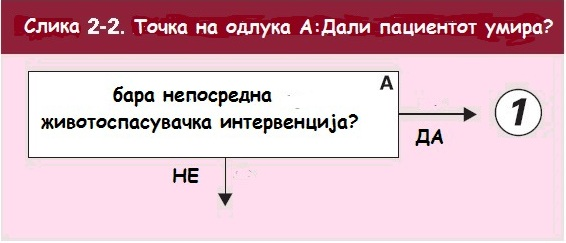 Слика 2-2. Точка на одлука А:Дали пациентот умира?
А
бара непосредна
животоспасувачка интервенција?
ДА
1
НЕ